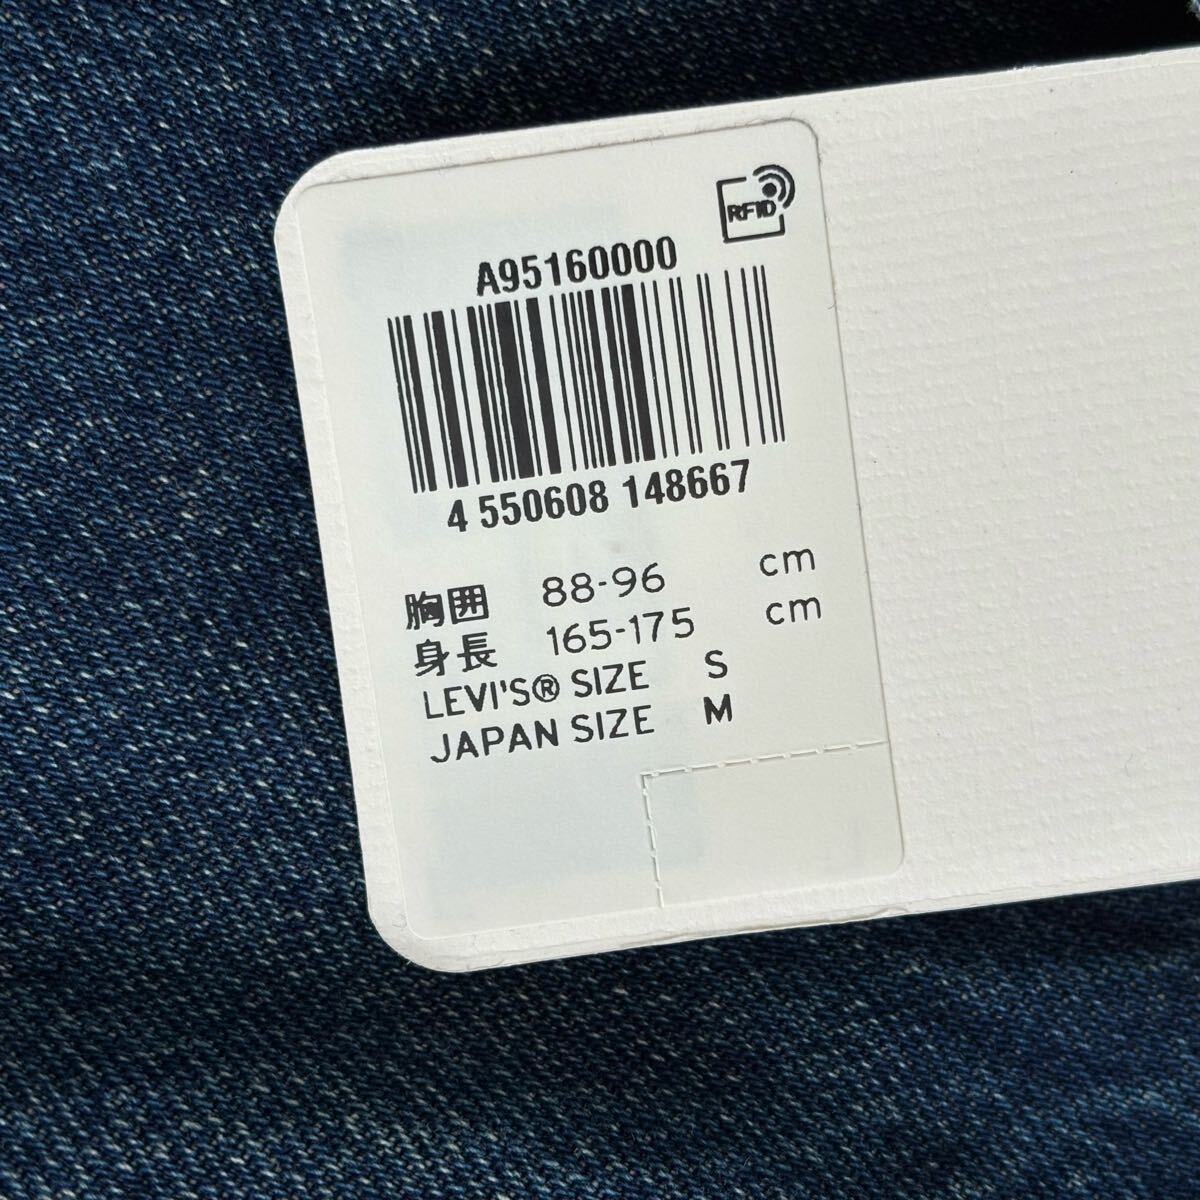 RFID
A95160000
4 550608 148667
胸囲 88-96 cm
身長 165-175 cm
LEVI'S® SIZE S
JAPAN SIZE M